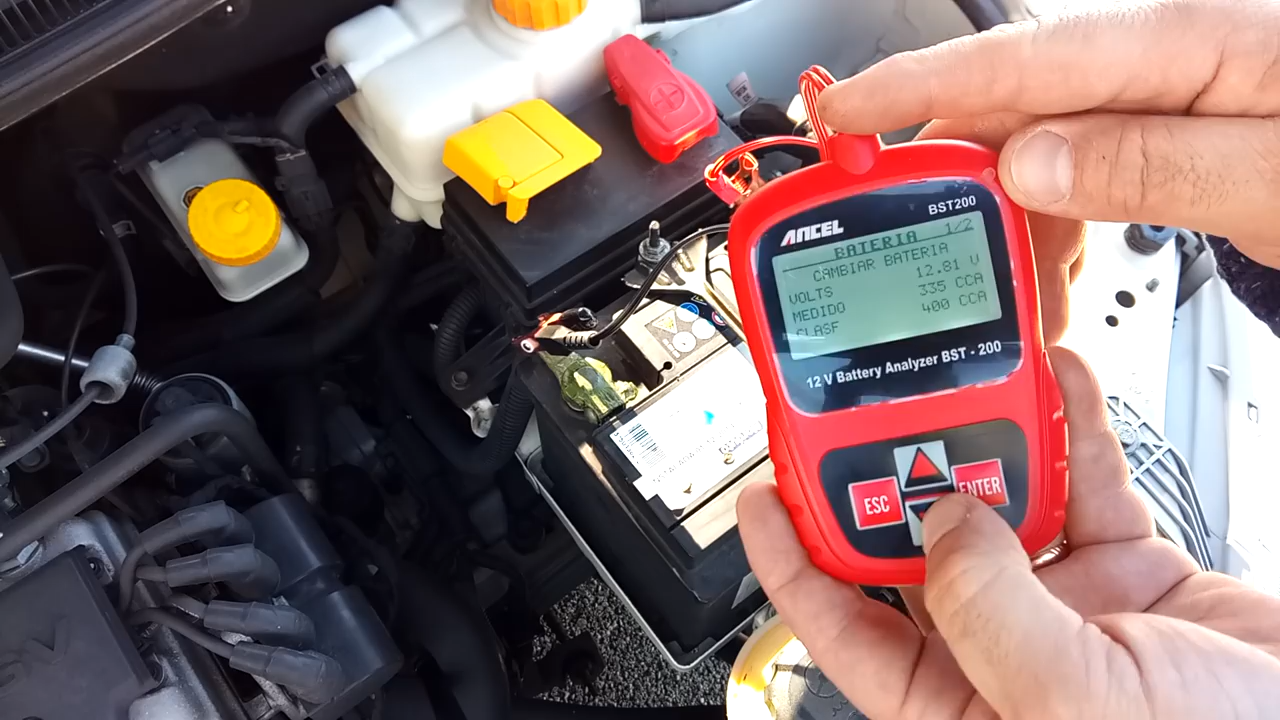 ANCEL
BST200
BATERIA 1/2
CAMBIAR BATERIA
12.81 V
VOLTS 335 CCA
MEDIDO 400 CCA
CLASF
12 V Battery Analyzer BST - 200
ESC
ENTER